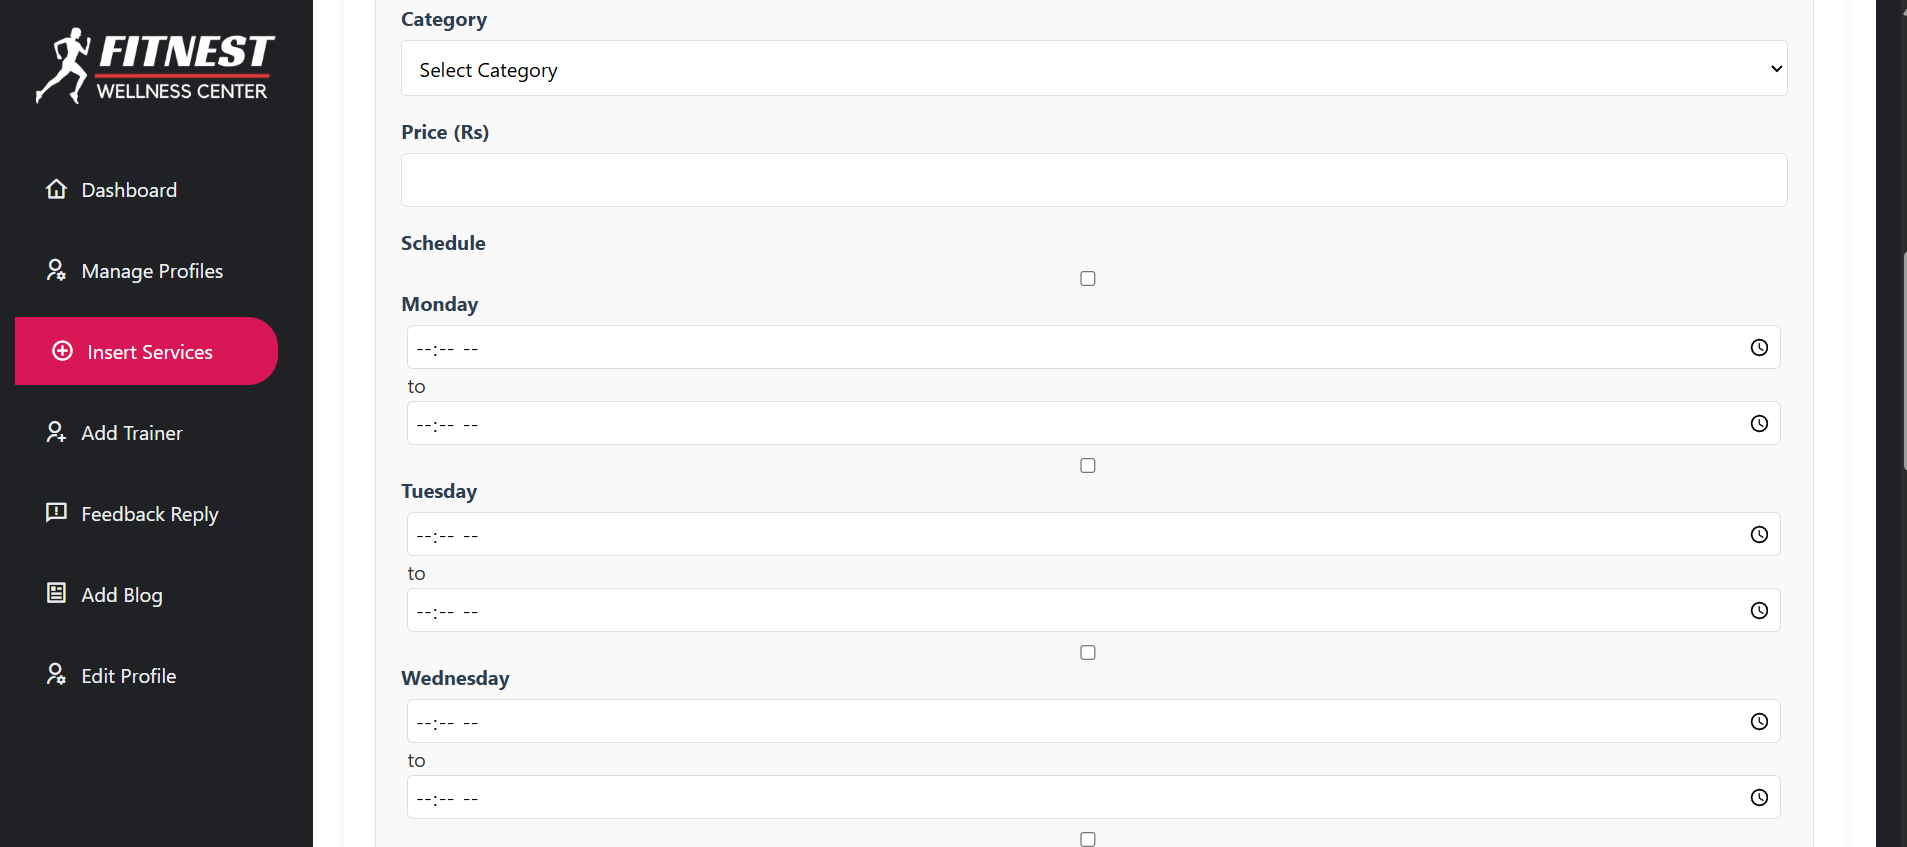 FITNEST
WELLNESS CENTER
Dashboard
Manage Profiles
Insert Services
Add Trainer
Feedback Reply
Add Blog
Edit Profile
Category
Select Category
Price (Rs)
Schedule
Monday
--:-- --
to
--:-- --
Tuesday
--:-- --
to
--:-- --
Wednesday
--:-- --
to
--:-- --